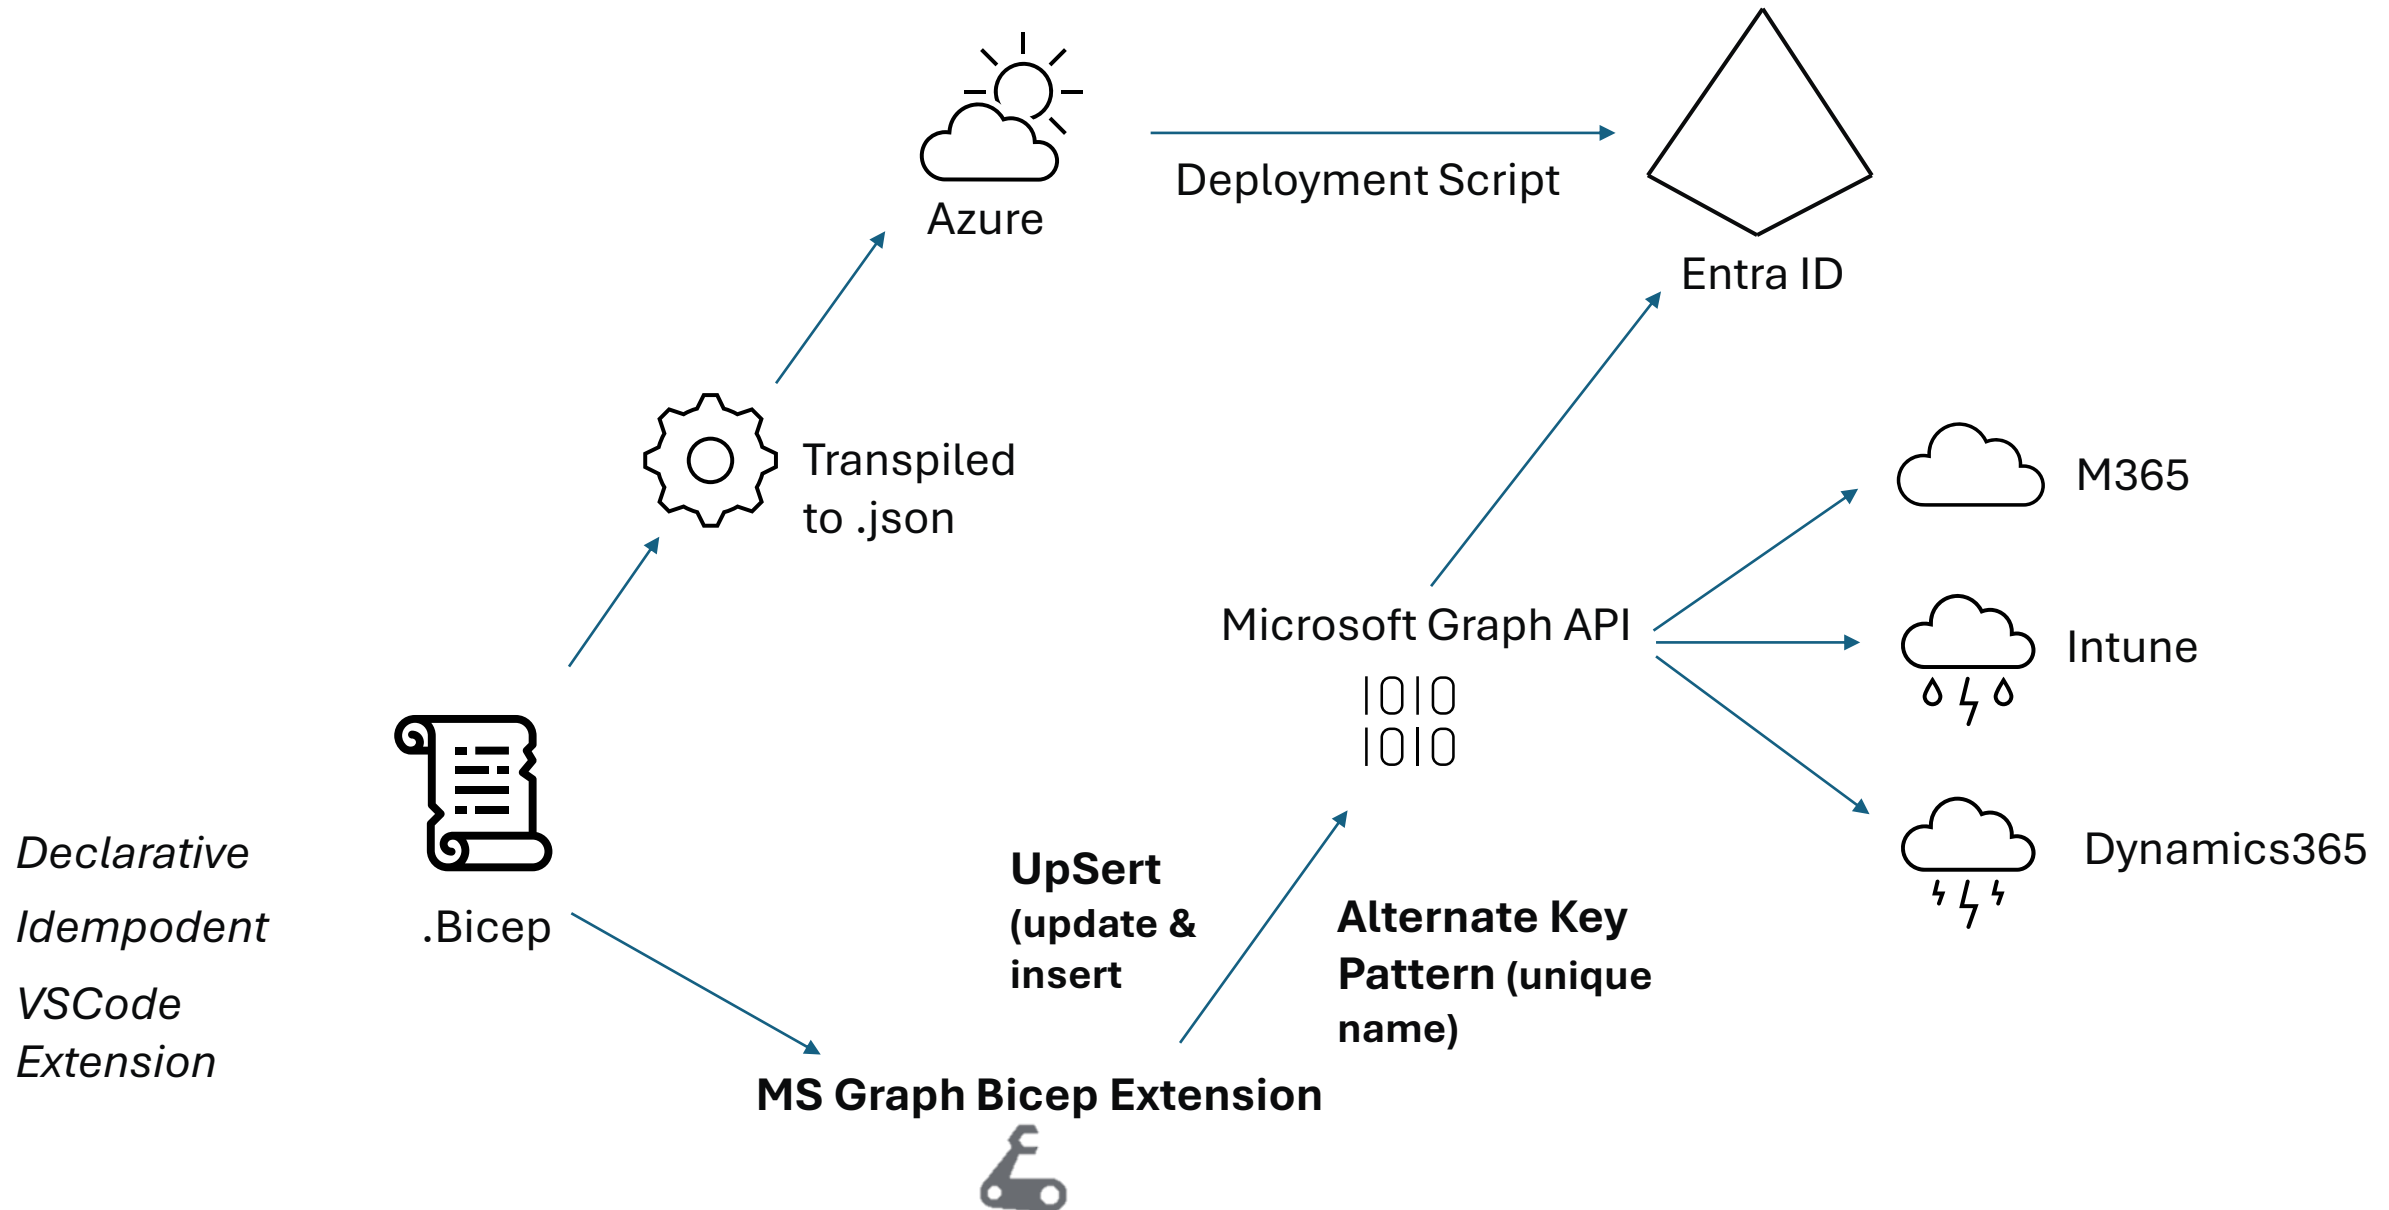 Azure
Deployment Script
Entra ID
Transpiled
to .json
M365
Microsoft Graph API
Intune
1010
1010
Declarative
Idempodent
VSCode
Extension
.Bicep
UpSert
(update &
insert
Alternate Key
Pattern (unique
name)
Dynamics365
MS Graph Bicep Extension